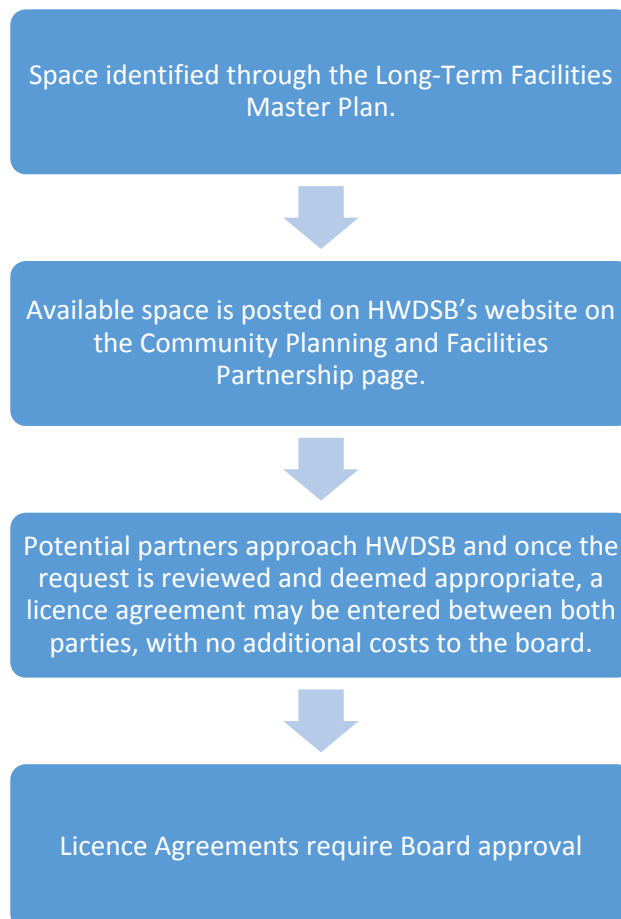 Space identified through the Long-Term Facilities
Master Plan.
Available space is posted on HWDSB’s website on
the Community Planning and Facilities
Partnership page.
Potential partners approach HWDSB and once the
request is reviewed and deemed appropriate, a
licence agreement may be entered between both
parties, with no additional costs to the board.
Licence Agreements require Board approval